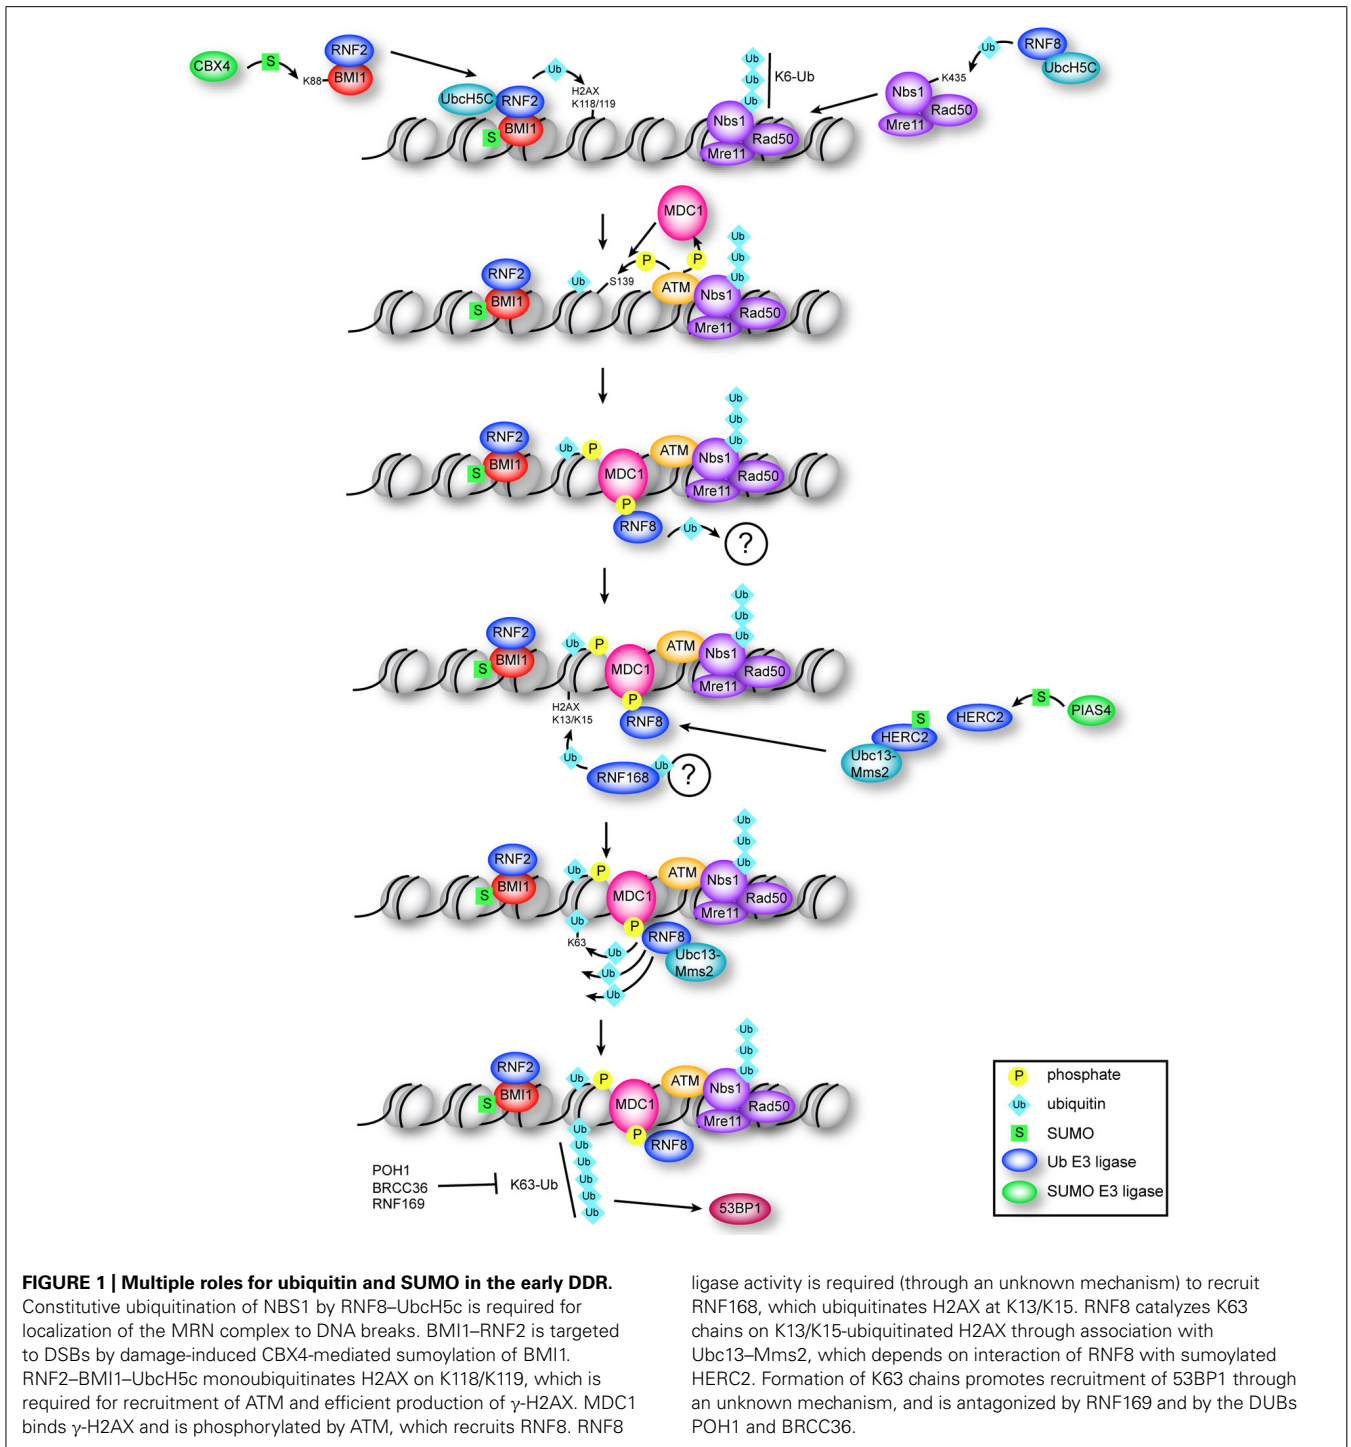 CBX4
S
K88
RNF2
BMI1
UbcH5C
RNF2
BMI1
S
Ub
H2AX
K118/119
Ub
Ub
Ub
K6-Ub
Nbs1
Rad50
Mre11
Nbs1
K435
Rad50
Mre11
Ub
RNF8
UbcH5C
MDC1
P
P
Ub
Ub
Ub
RNF2
BMI1
S
Ub
S139
ATM
Nbs1
Rad50
Mre11
Ub
Ub
Ub
RNF2
BMI1
S
Ub
P
MDC1
P
RNF8
Ub
?
ATM
Nbs1
Rad50
Mre11
Ub
Ub
Ub
RNF2
BMI1
S
Ub
P
MDC1
P
RNF8
ATM
Nbs1
Rad50
Mre11
H2AX
K13/K15
Ub
RNF168
Ub
?
S
HERC2
Ubc13-
Mms2
HERC2
S
PIAS4
Ub
Ub
Ub
RNF2
BMI1
S
Ub
P
MDC1
P
ATM
Nbs1
Rad50
Mre11
Ub
K63
RNF8
Ubc13-
Mms2
Ub
Ub
Ub
Ub
Ub
Ub
RNF2
BMI1
S
Ub
P
MDC1
P
RNF8
ATM
Nbs1
Rad50
Mre11
POH1
BRCC36
RNF169
K63-Ub
Ub
Ub
Ub
Ub
Ub
Ub
53BP1
P phosphate
Ub ubiquitin
S SUMO
Ub E3 ligase
SUMO E3 ligase
FIGURE 1 | Multiple roles for ubiquitin and SUMO in the early DDR.
Constitutive ubiquitination of NBS1 by RNF8–UbcH5c is required for
localization of the MRN complex to DNA breaks. BMI1–RNF2 is targeted
to DSBs by damage-induced CBX4-mediated sumoylation of BMI1.
RNF2–BMI1–UbcH5c monoubiquitinates H2AX on K118/K119, which is
required for recruitment of ATM and efficient production of γ-H2AX. MDC1
binds γ-H2AX and is phosphorylated by ATM, which recruits RNF8. RNF8
ligase activity is required (through an unknown mechanism) to recruit
RNF168, which ubiquitinates H2AX at K13/K15. RNF8 catalyzes K63
chains on K13/K15-ubiquitinated H2AX through association with
Ubc13–Mms2, which depends on interaction of RNF8 with sumoylated
HERC2. Formation of K63 chains promotes recruitment of 53BP1 through
an unknown mechanism, and is antagonized by RNF169 and by the DUBs
POH1 and BRCC36.